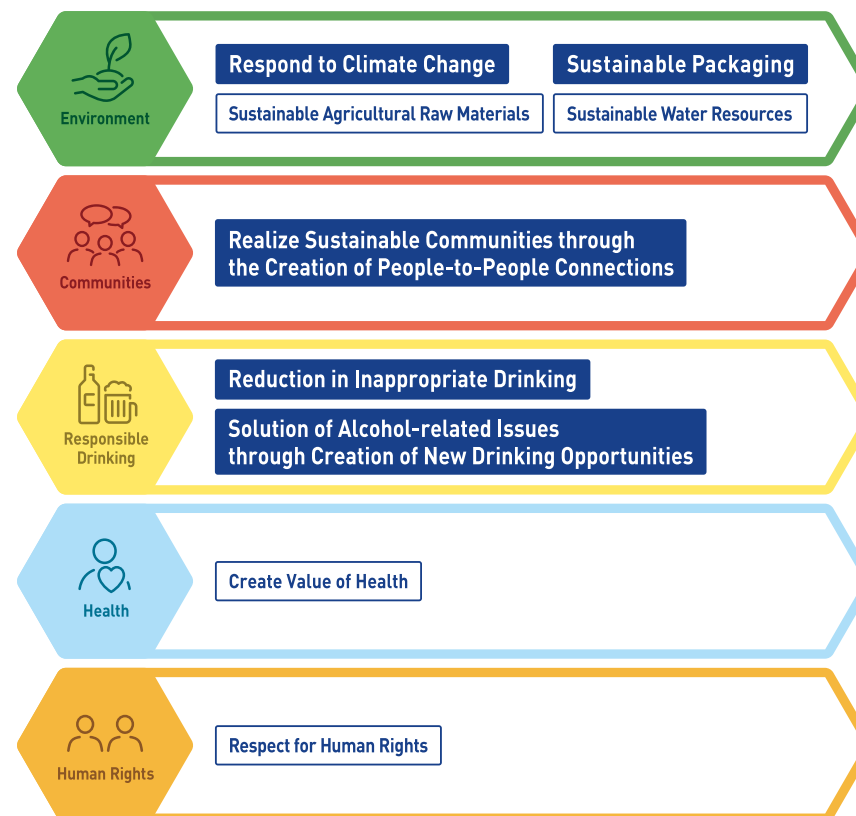 Environment
Respond to Climate Change
Sustainable Packaging
Sustainable Agricultural Raw Materials
Sustainable Water Resources
Communities
Realize Sustainable Communities through
the Creation of People-to-People Connections
Responsible
Drinking
Reduction in Inappropriate Drinking
Solution of Alcohol-related Issues
through Creation of New Drinking Opportunities
Health
Create Value of Health
Human Rights
Respect for Human Rights